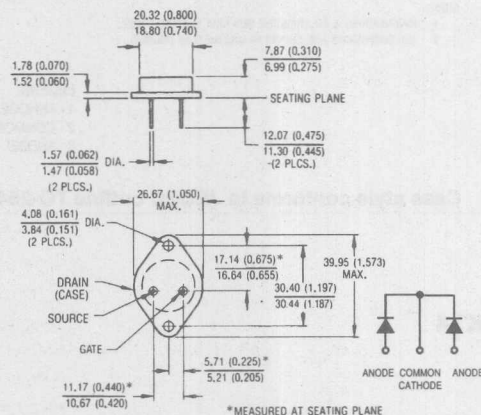 20.32 (0.800)
18.80 (0.740)
7.87 (0.310)
6.99 (0.275)
1.78 (0.070)
1.52 (0.060)
SEATING PLANE
12.07 (0.475)
11.30 (0.445)
-(2 PLCS.)
1.57 (0.062)
1.47 (0.058)
DIA.
(2 PLCS.)
26.67 (1.050)
MAX.
4.08 (0.161)
3.84 (0.151)
DIA.
(2 PLCS.)
17.14 (0.675)*
16.64 (0.655)
39.95 (1.573)
MAX.
DRAIN
(CASE)
30.40 (1.197)
30.44 (1.187)
SOURCE
GATE
5.71 (0.225)*
5.21 (0.205)
ANODE COMMON ANODE
CATHODE
11.17 (0.440)*
10.67 (0.420)
*MEASURED AT SEATING PLANE